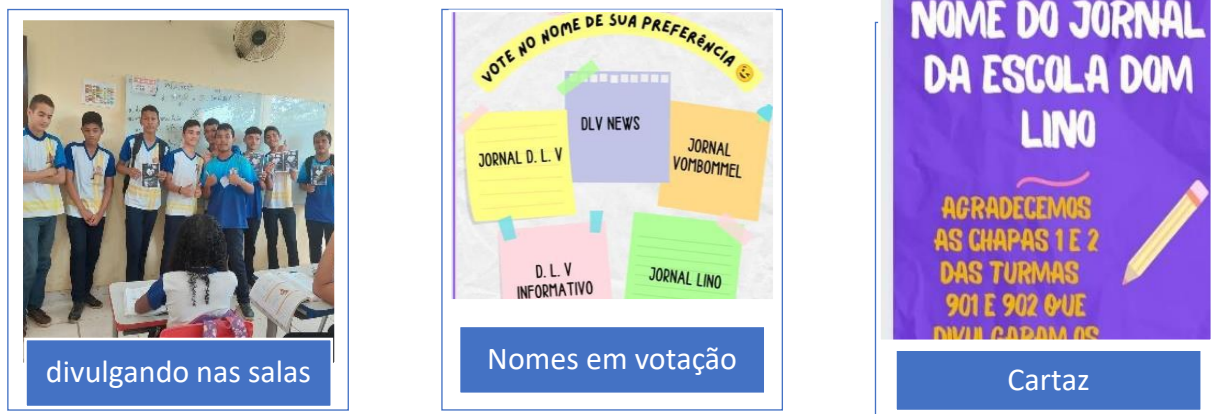 divulgando nas salas
VOTE NO NOME DE SUA PREFERÊNCIA
DLV NEWS
JORNAL D. L. V
JORNAL
VOMBOMMEL
D. L. V
INFORMATIVO
JORNAL LINO
Nomes em votação
NOME DO JORNAL
DA ESCOLA DOM
LINO
AGRADECEMOS
AS CHAPAS 1 E 2
DAS TURMAS
901 E 902 QUE
DIVULGARAM OS
Cartaz